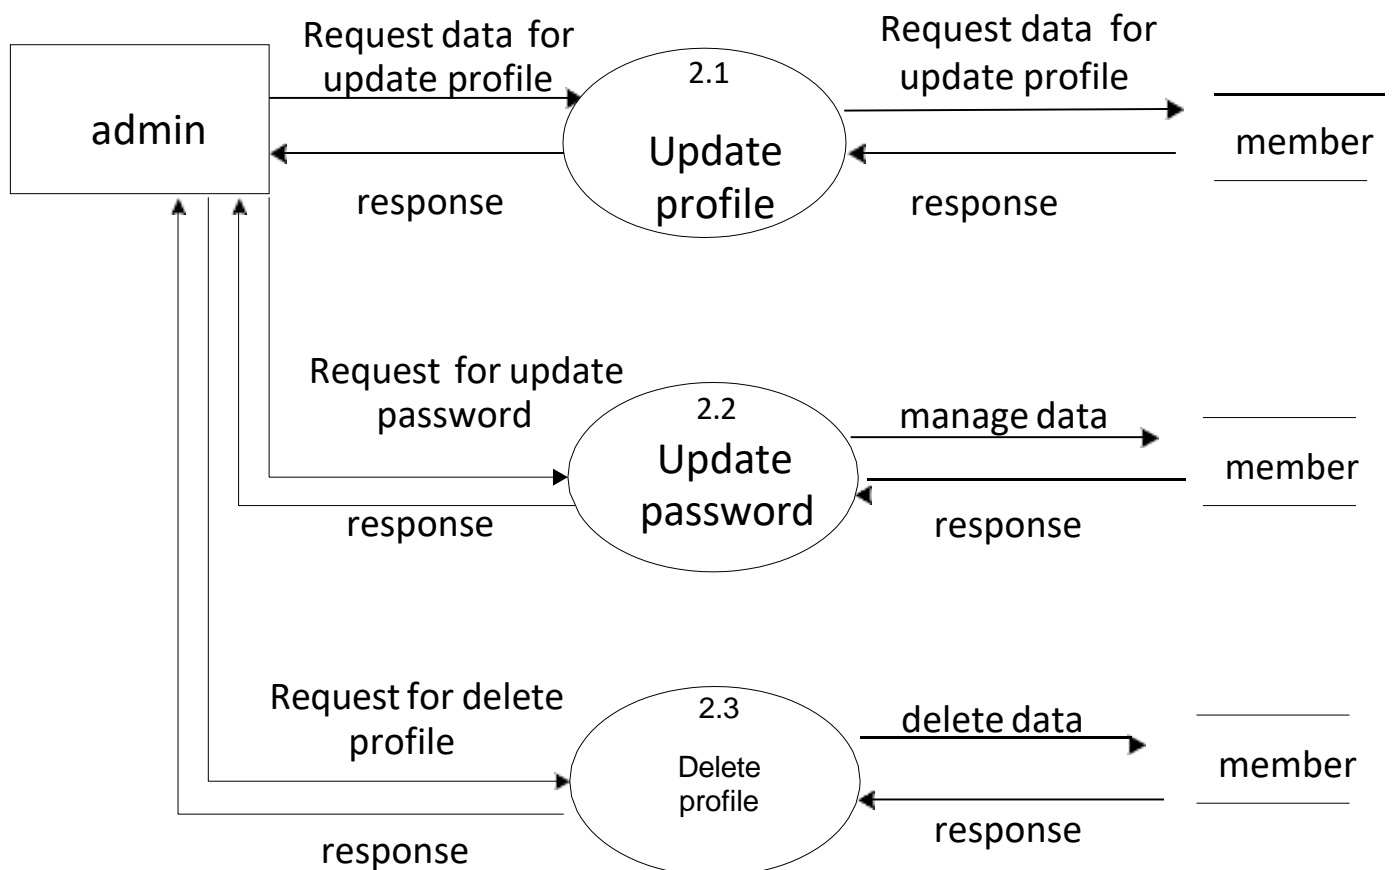 Request data for
update profile
admin
response
2.1
Update
profile
Request data for
update profile
member
response
Request for update
password
response
2.2
Update
password
manage data
member
response
Request for delete
profile
response
2.3
Delete
profile
delete data
member
response